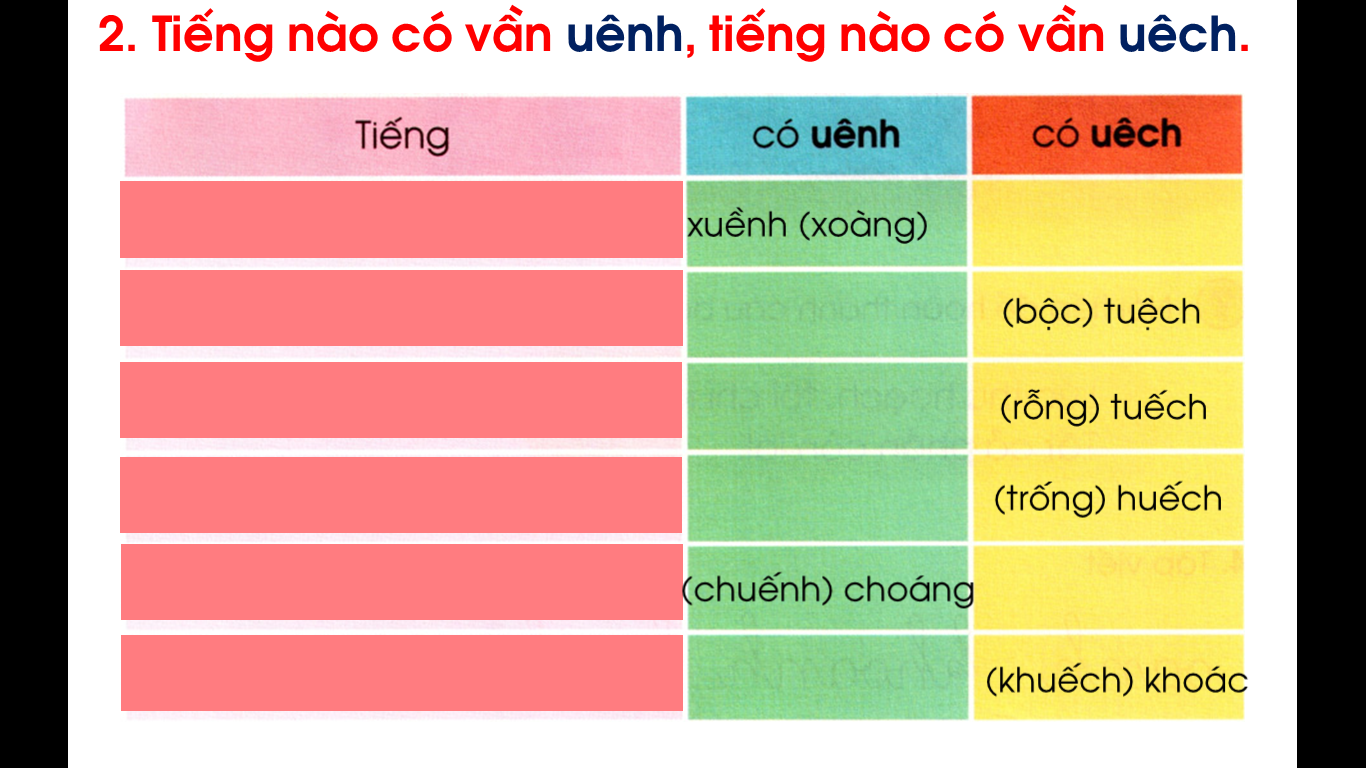 2. Tiếng nào có vần uênh, tiếng nào có vần uêch.
Tiếng
có uênh
có uêch
xuềnh (xoàng)
(bộc) tuệch
(rỗng) tuếch
(trống) huếch
(chuếnh) choáng
(khuếch) khoác